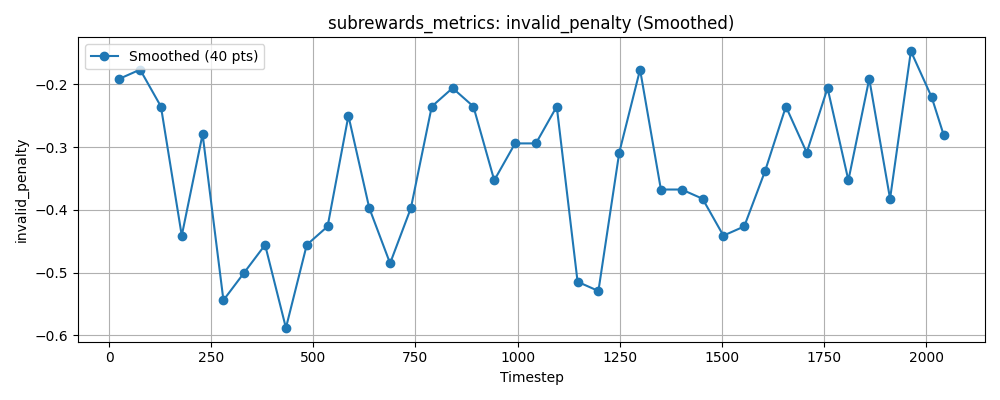 subrewards_metrics: invalid_penalty (Smoothed)
Smoothed (40 pts)
invalid_penalty
−0.2
−0.3
−0.4
−0.5
−0.6
0 250 500 750 1000 1250 1500 1750 2000
Timestep